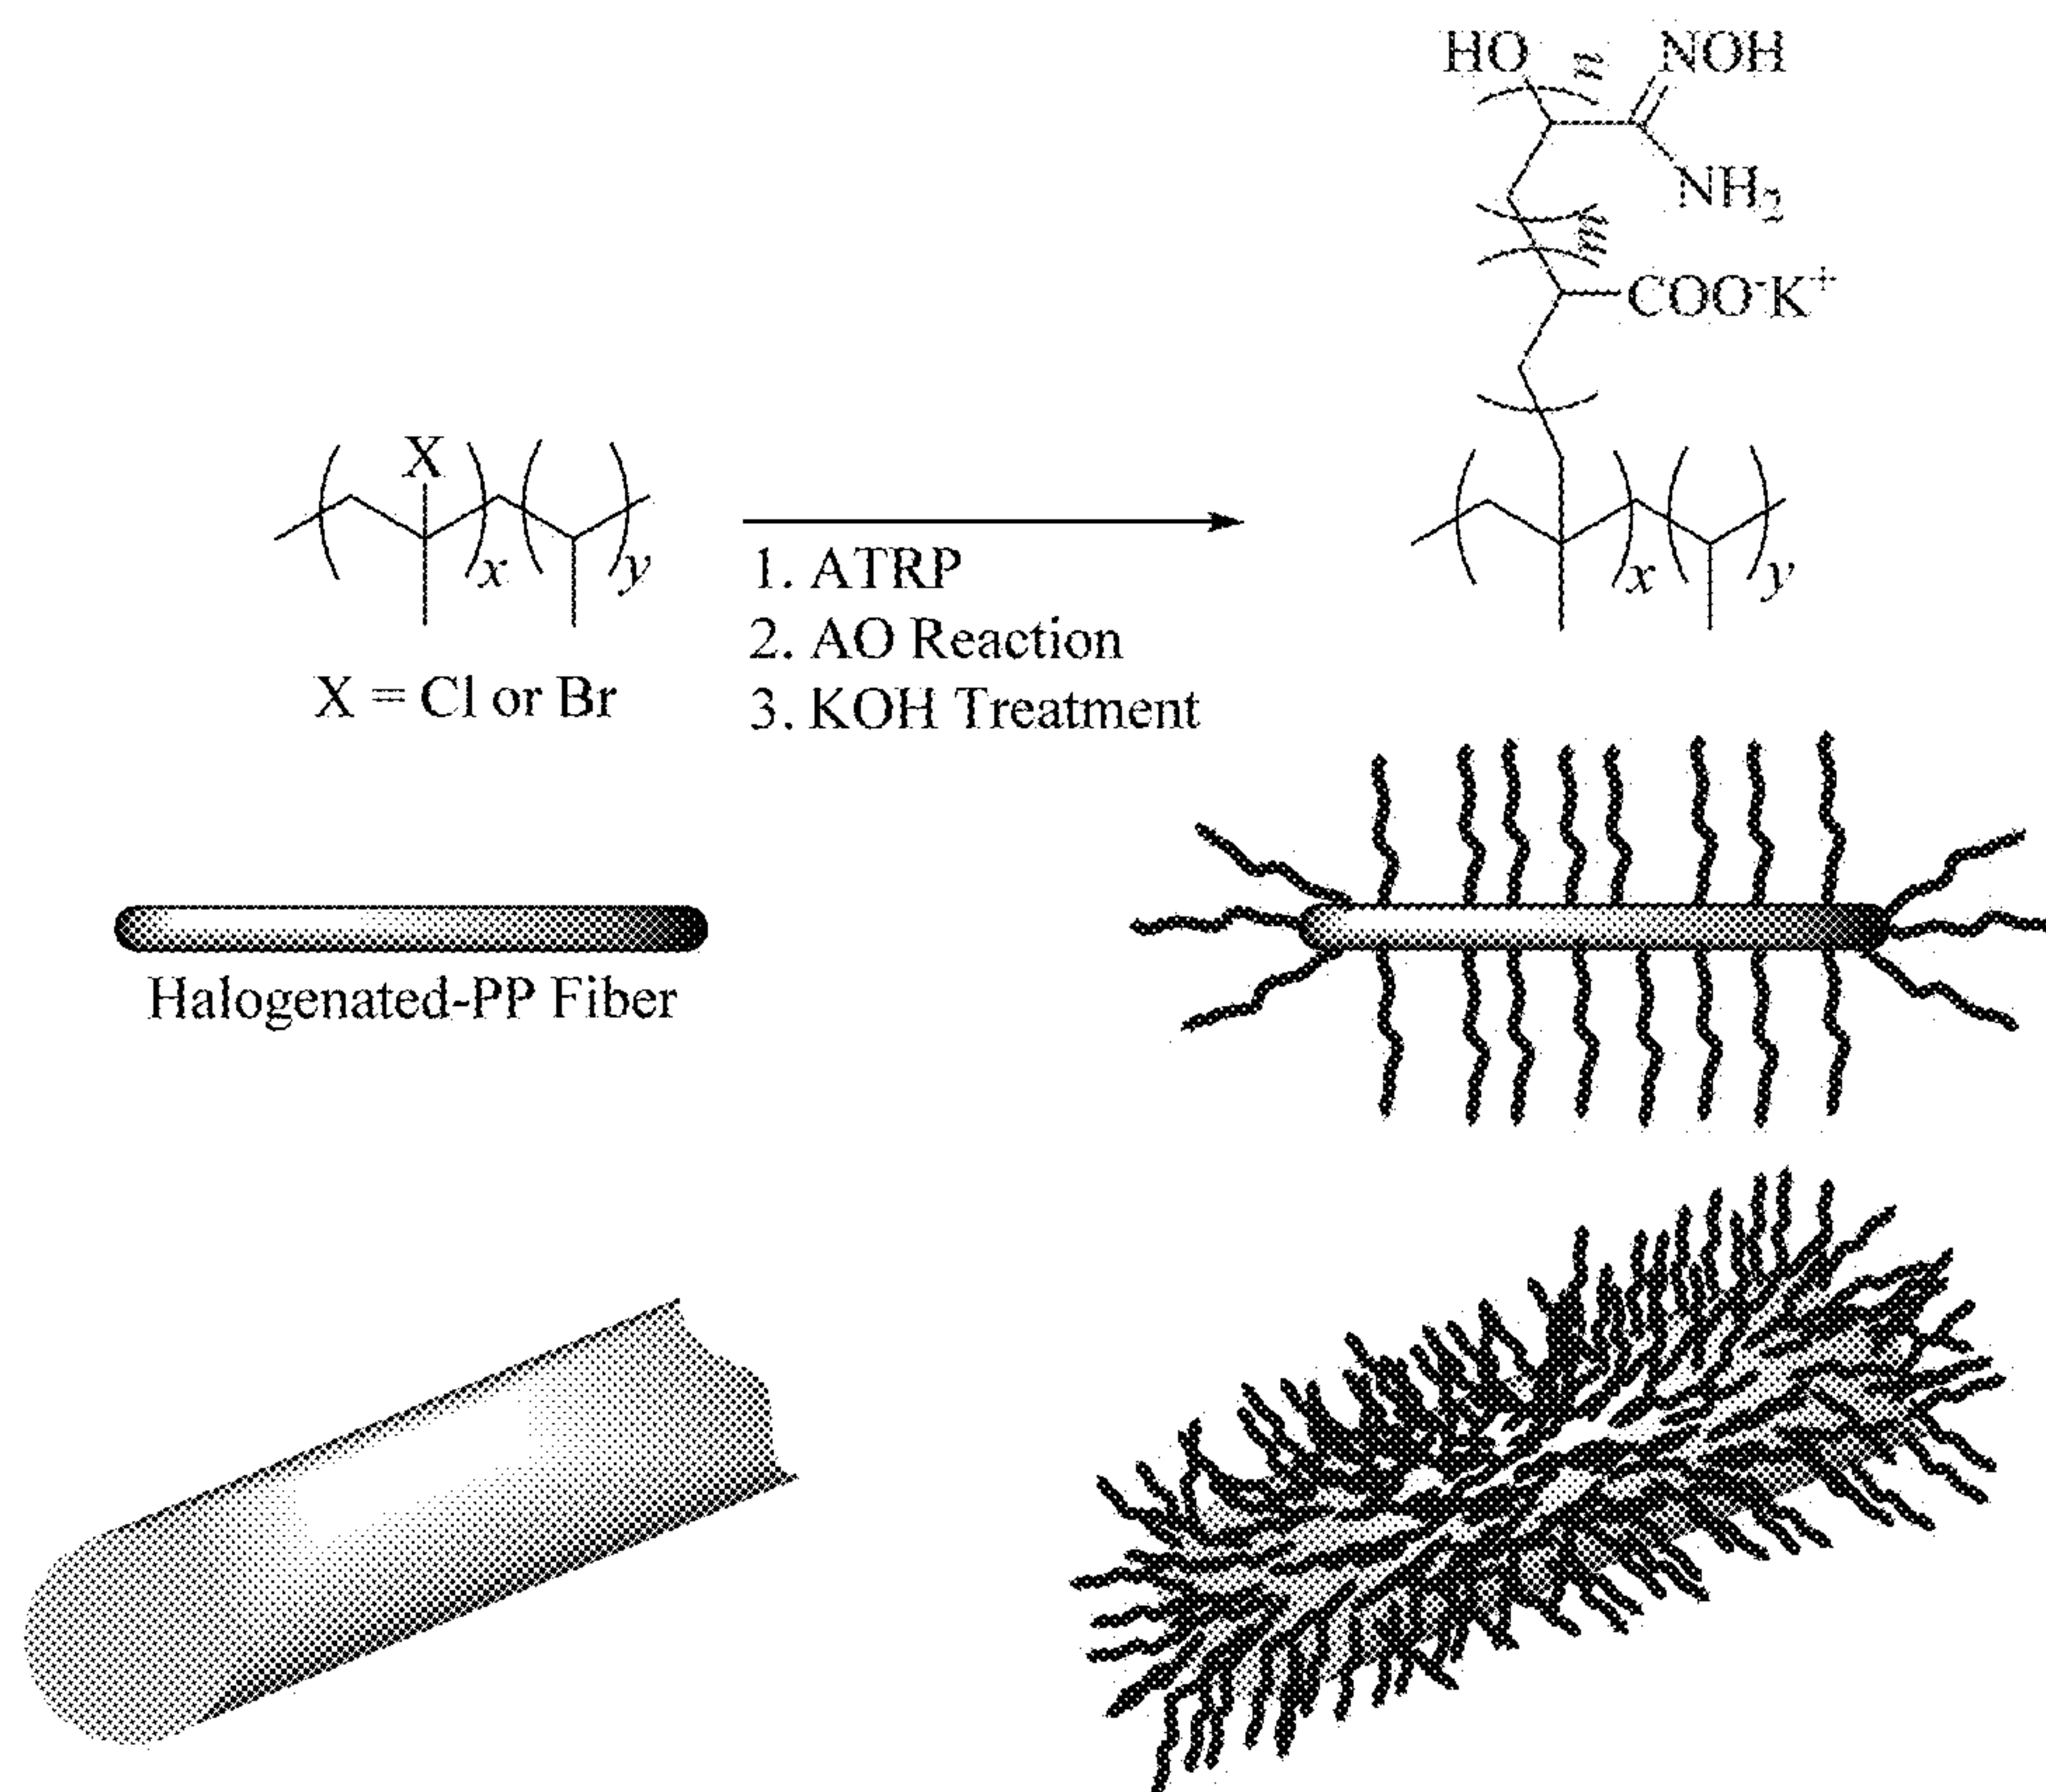 HO n NOH
NH₂
m
COO⁻K⁺
X
x y
1. ATRP
2. AO Reaction
3. KOH Treatment
X = Cl or Br
x y
Halogenated-PP Fiber